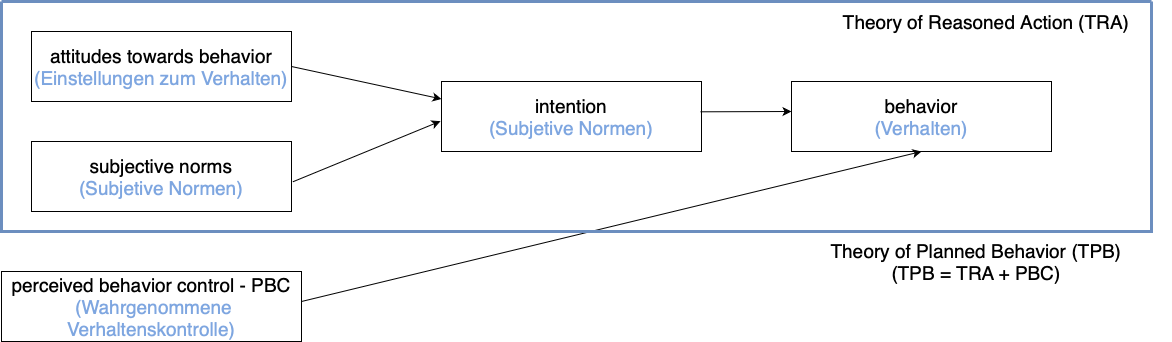 Theory of Reasoned Action (TRA)
attitudes towards behavior
(Einstellungen zum Verhalten)
subjective norms
(Subjetive Normen)
intention
(Subjetive Normen)
behavior
(Verhalten)
Theory of Planned Behavior (TPB)
(TPB = TRA + PBC)
perceived behavior control - PBC
(Wahrgenommene
Verhaltenskontrolle)